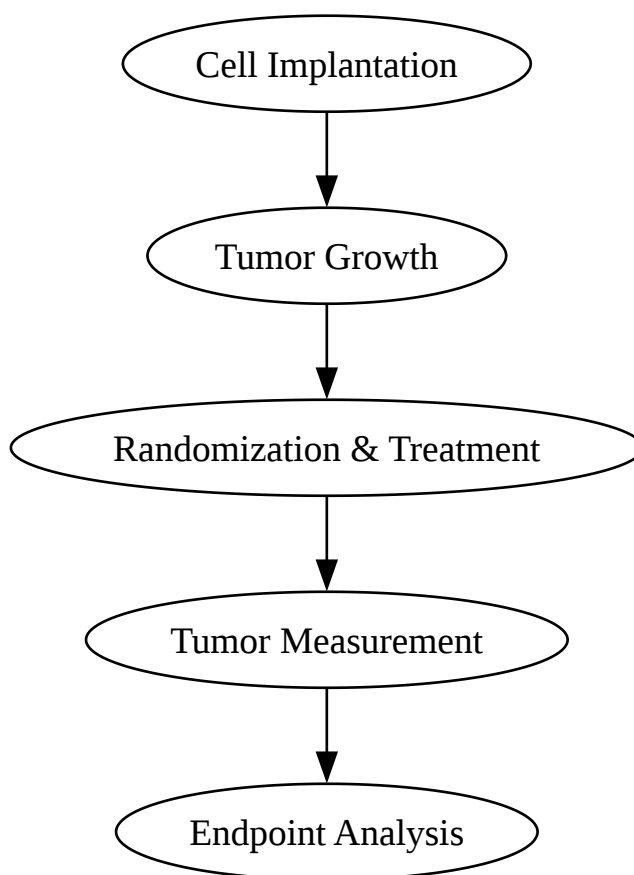 Cell Implantation
Tumor Growth
Randomization & Treatment
Tumor Measurement
Endpoint Analysis